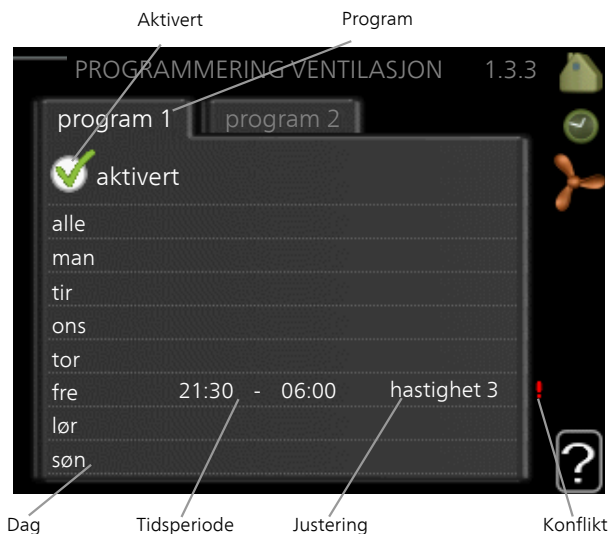 Aktivert Program
PROGRAMMERING VENTILASJON 1.3.3
program 1 program 2
aktivert
alle
man
tir
ons
tor
fre 21:30 - 06:00 hastighet 3 !
lør
søn
?
Dag Tidsperiode Justering Konflikt